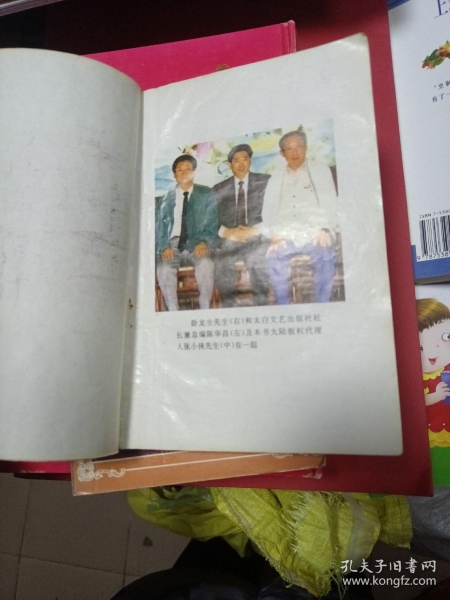 卧龙生先生(右)和太白文艺出版社社
长兼总编陈华昌(左)及本书大陆版权代理
人张小侠先生(中)在一起
孔夫子旧书网
www.kongfz.com